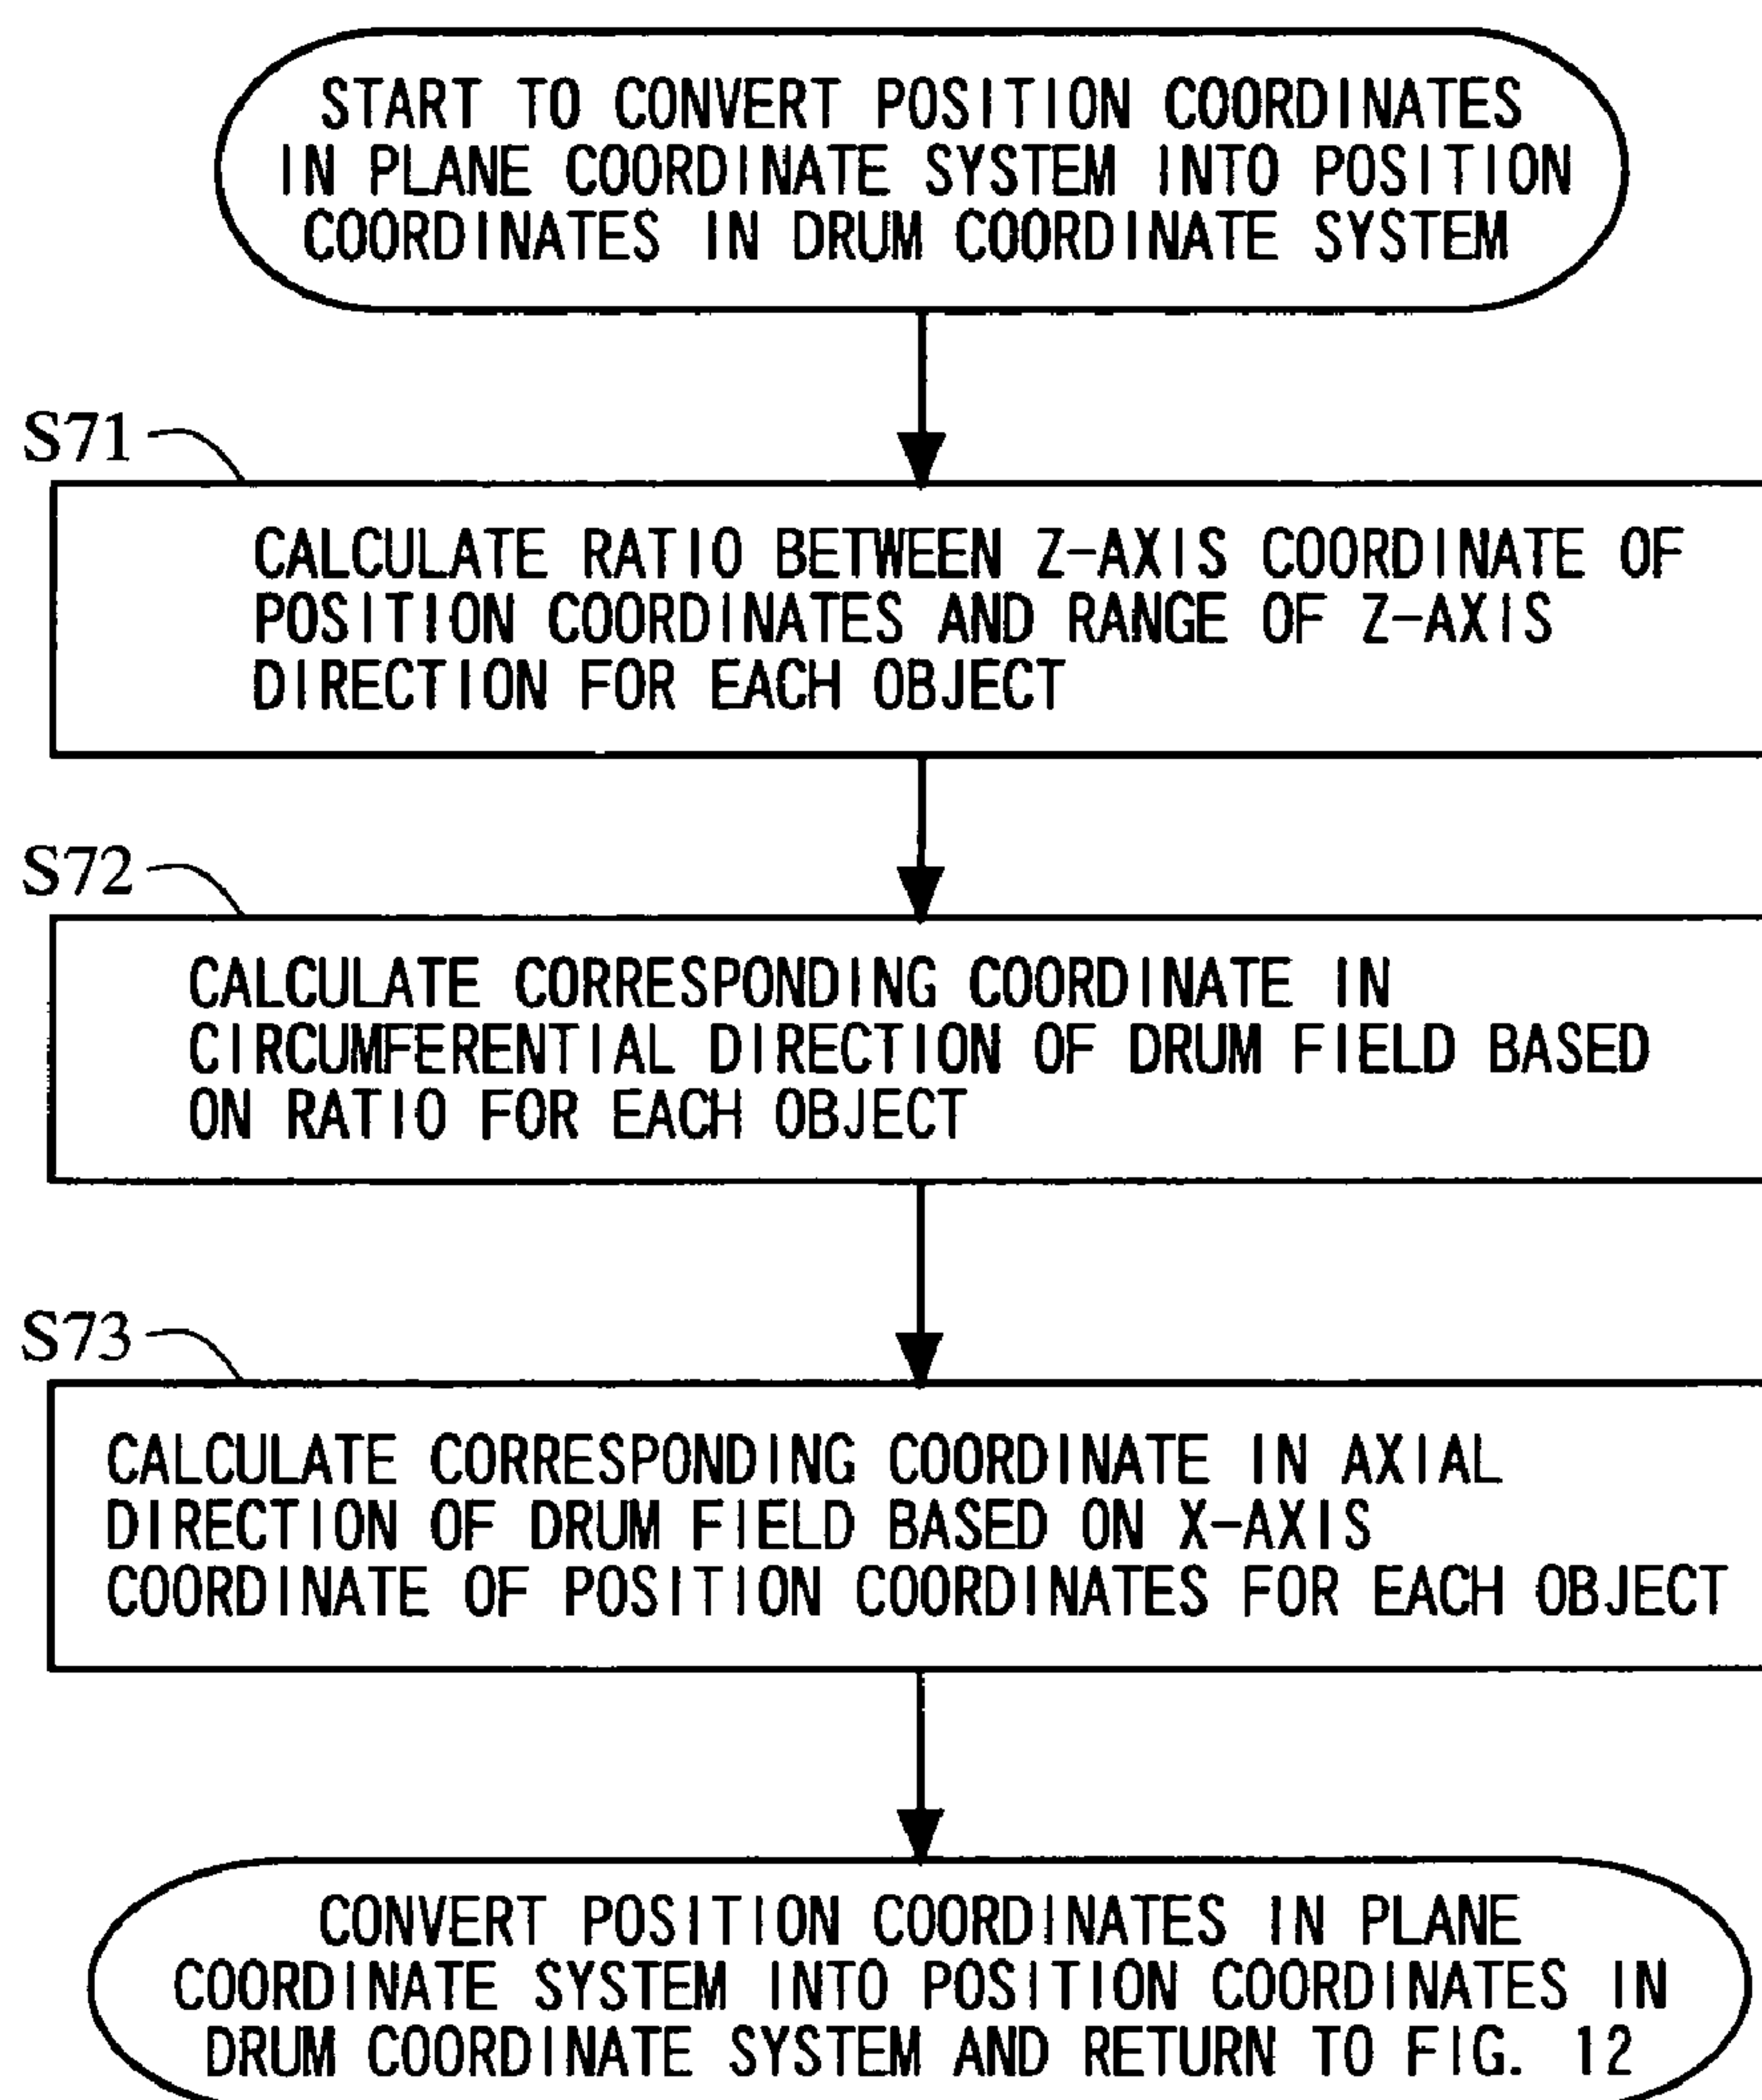 START TO CONVERT POSITION COORDINATES
IN PLANE COORDINATE SYSTEM INTO POSITION
COORDINATES IN DRUM COORDINATE SYSTEM
S71
CALCULATE RATIO BETWEEN Z-AXIS COORDINATE OF
POSITION COORDINATES AND RANGE OF Z-AXIS
DIRECTION FOR EACH OBJECT
S72
CALCULATE CORRESPONDING COORDINATE IN
CIRCUMFERENTIAL DIRECTION OF DRUM FIELD BASED
ON RATIO FOR EACH OBJECT
S73
CALCULATE CORRESPONDING COORDINATE IN AXIAL
DIRECTION OF DRUM FIELD BASED ON X-AXIS
COORDINATE OF POSITION COORDINATES FOR EACH OBJECT
CONVERT POSITION COORDINATES IN PLANE
COORDINATE SYSTEM INTO POSITION COORDINATES IN
DRUM COORDINATE SYSTEM AND RETURN TO FIG. 12